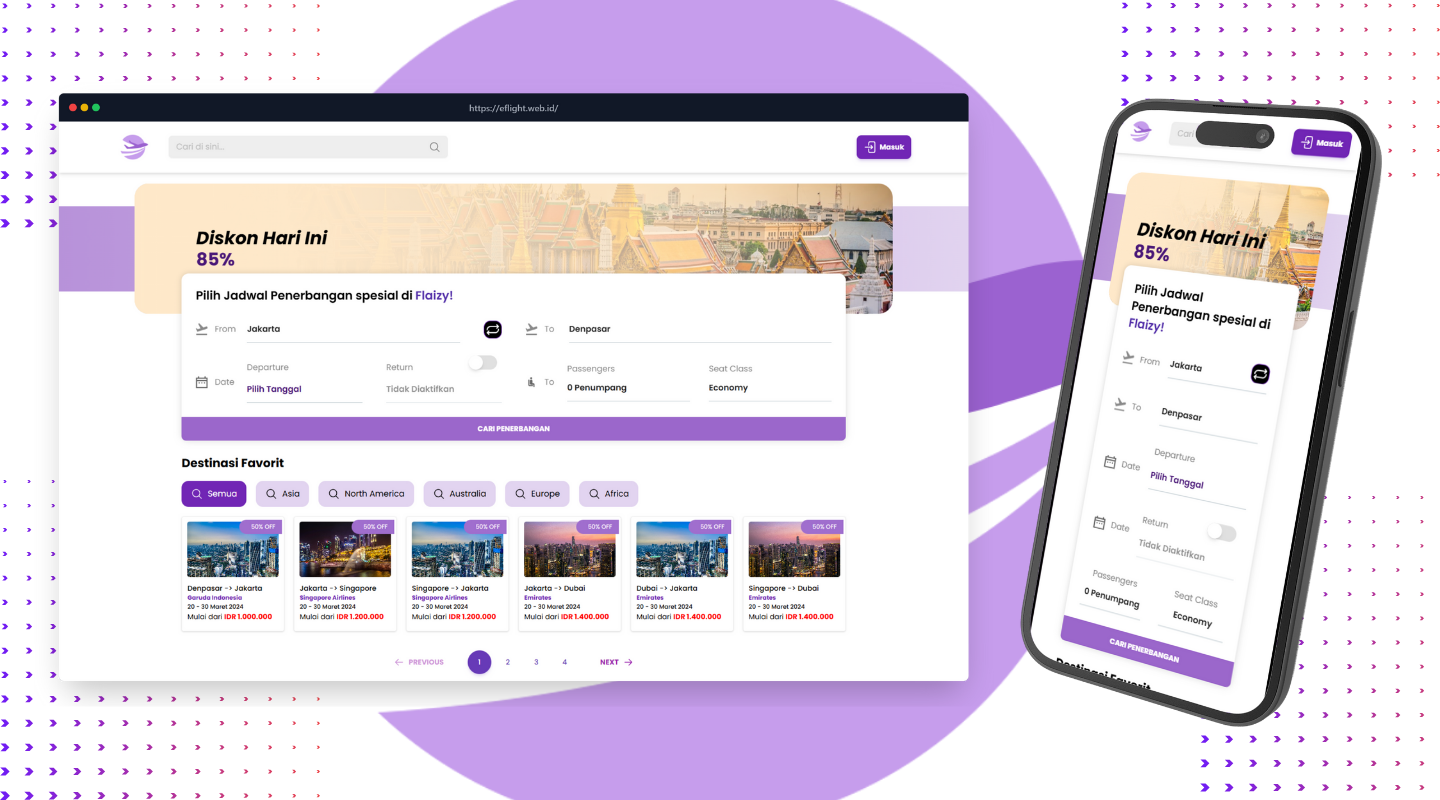 https://eflight.web.id/
Cari di sini...
Masuk
Diskon Hari Ini
85%
Pilih Jadwal Penerbangan spesial di Flaizy!
From Jakarta
To Denpasar
Departure Return Passengers Seat Class
Date Pilih Tanggal Tidak Diaktifkan To 0 Penumpang Economy
CARI PENERBANGAN
Destinasi Favorit
Semua Asia North America Australia Europe Africa
50% OFF 50% OFF 50% OFF 50% OFF 50% OFF 50% OFF
Denpasar -> Jakarta
Garuda Indonesia
20 - 30 Maret 2024
Mulai dari IDR 1.000.000
Jakarta -> Singapore
Singapore Airlines
20 - 30 Maret 2024
Mulai dari IDR 1.200.000
Singapore -> Jakarta
Singapore Airlines
20 - 30 Maret 2024
Mulai dari IDR 1.200.000
Jakarta -> Dubai
Emirates
20 - 30 Maret 2024
Mulai dari IDR 1.400.000
Dubai -> Jakarta
Emirates
20 - 30 Maret 2024
Mulai dari IDR 1.400.000
Singapore -> Dubai
Emirates
20 - 30 Maret 2024
Mulai dari IDR 1.400.000
PREVIOUS 1 2 3 4 NEXT
Cari
Masuk
Diskon Hari Ini
85%
Pilih Jadwal
Penerbangan spesial di
Flaizy!
From Jakarta
To Denpasar
Departure
Date Pilih Tanggal
Return
Date Tidak Diaktifkan
Passengers Seat Class
0 Penumpang Economy
CARI PENERBANGAN
Destinasi Favorit